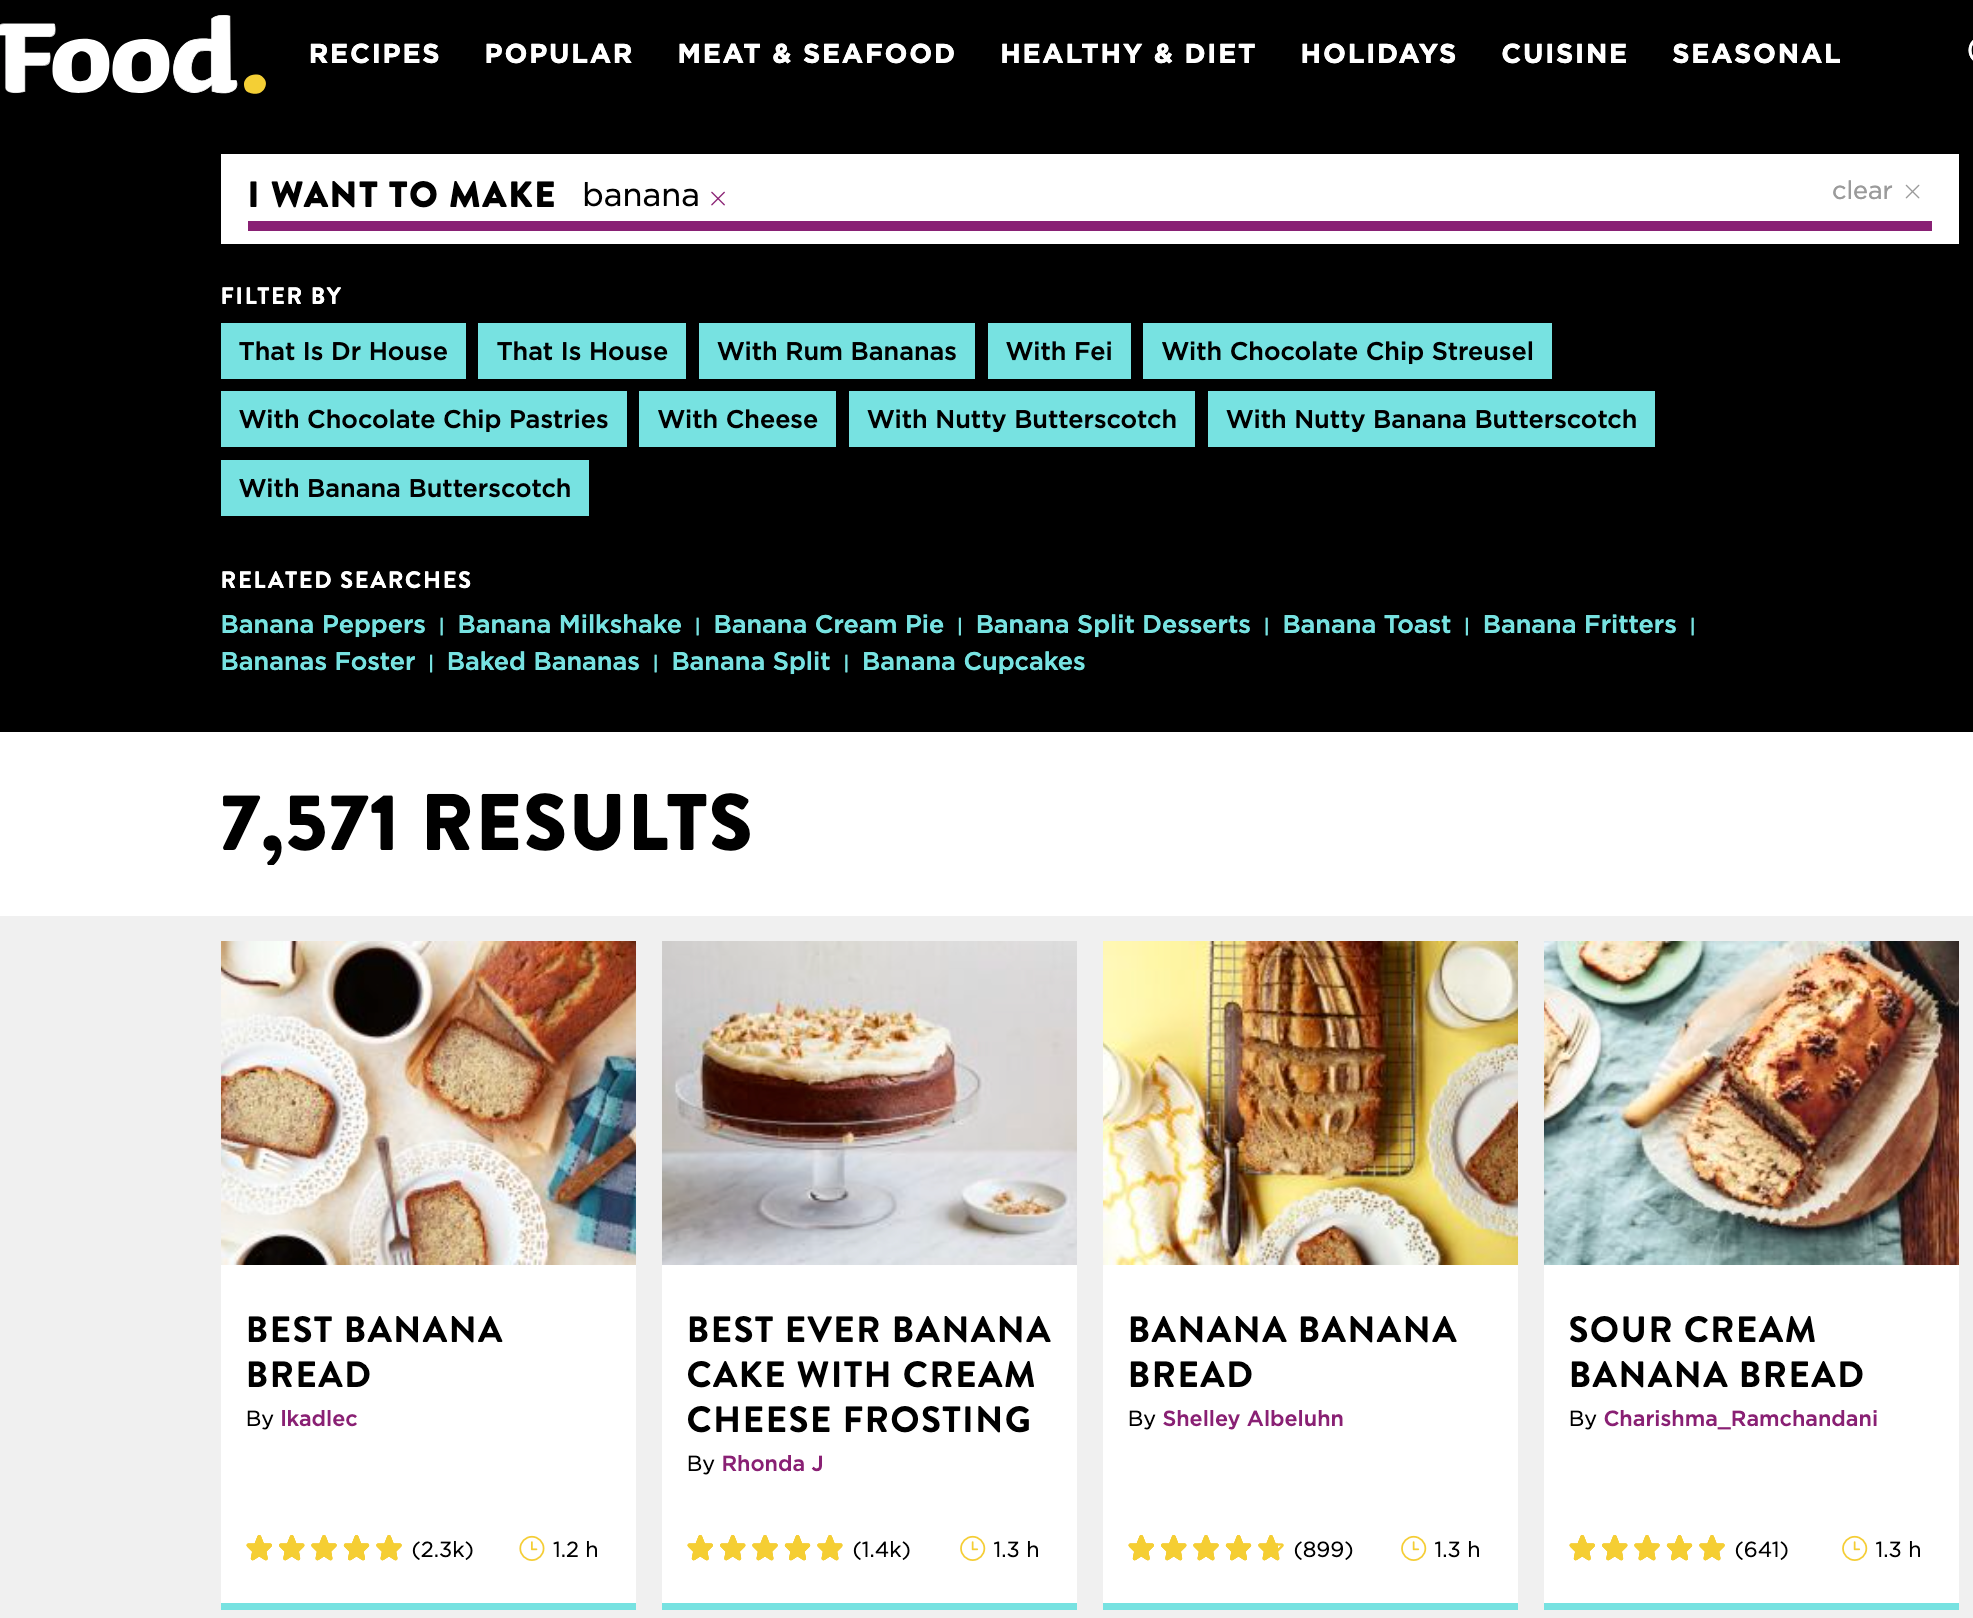 Food.
RECIPES POPULAR MEAT & SEAFOOD HEALTHY & DIET HOLIDAYS CUISINE SEASONAL
I WANT TO MAKE banana × clear ×
FILTER BY
That Is Dr House That Is House With Rum Bananas With Fei With Chocolate Chip Streusel
With Chocolate Chip Pastries With Cheese With Nutty Butterscotch With Nutty Banana Butterscotch
With Banana Butterscotch
RELATED SEARCHES
Banana Peppers | Banana Milkshake | Banana Cream Pie | Banana Split Desserts | Banana Toast | Banana Fritters |
Bananas Foster | Baked Bananas | Banana Split | Banana Cupcakes
7,571 RESULTS
BEST BANANA
BREAD
By lkadlec
(2.3k) 1.2 h
BEST EVER BANANA
CAKE WITH CREAM
CHEESE FROSTING
By Rhonda J
(1.4k) 1.3 h
BANANA BANANA
BREAD
By Shelley Albeluhn
(899) 1.3 h
SOUR CREAM
BANANA BREAD
By Charishma_Ramchandani
(641) 1.3 h